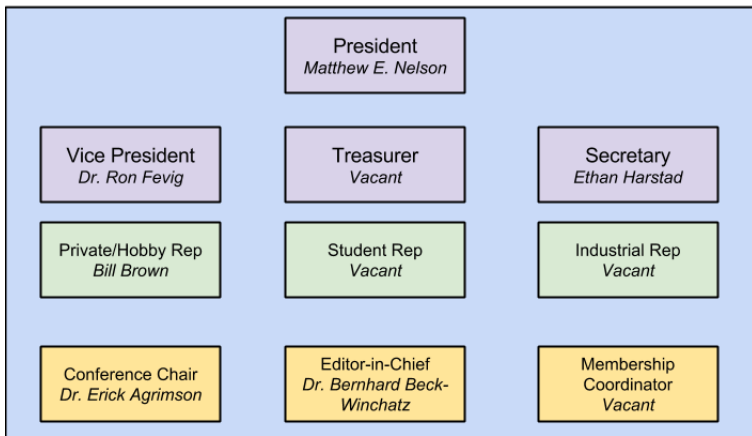 President
Matthew E. Nelson
Vice President
Dr. Ron Fevig
Treasurer
Vacant
Secretary
Ethan Harstad
Private/Hobby Rep
Bill Brown
Student Rep
Vacant
Industrial Rep
Vacant
Conference Chair
Dr. Erick Agrimson
Editor-in-Chief
Dr. Bernhard Beck-
Winchatz
Membership
Coordinator
Vacant